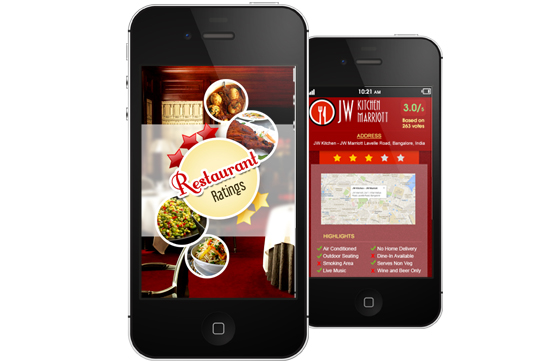 Restaurant
Ratings
10:21 AM
JW KITCHEN
MARRIOTT
3.0/5
Based on
263 votes
ADDRESS
JW Kitchen - JW Marriott Lavelle Road, Bangalore, India
HIGHLIGHTS
Air Conditioned
No Home Delivery
Outdoor Seating
Dine-In Available
Smoking Area
Serves Non Veg
Live Music
Wine and Beer Only